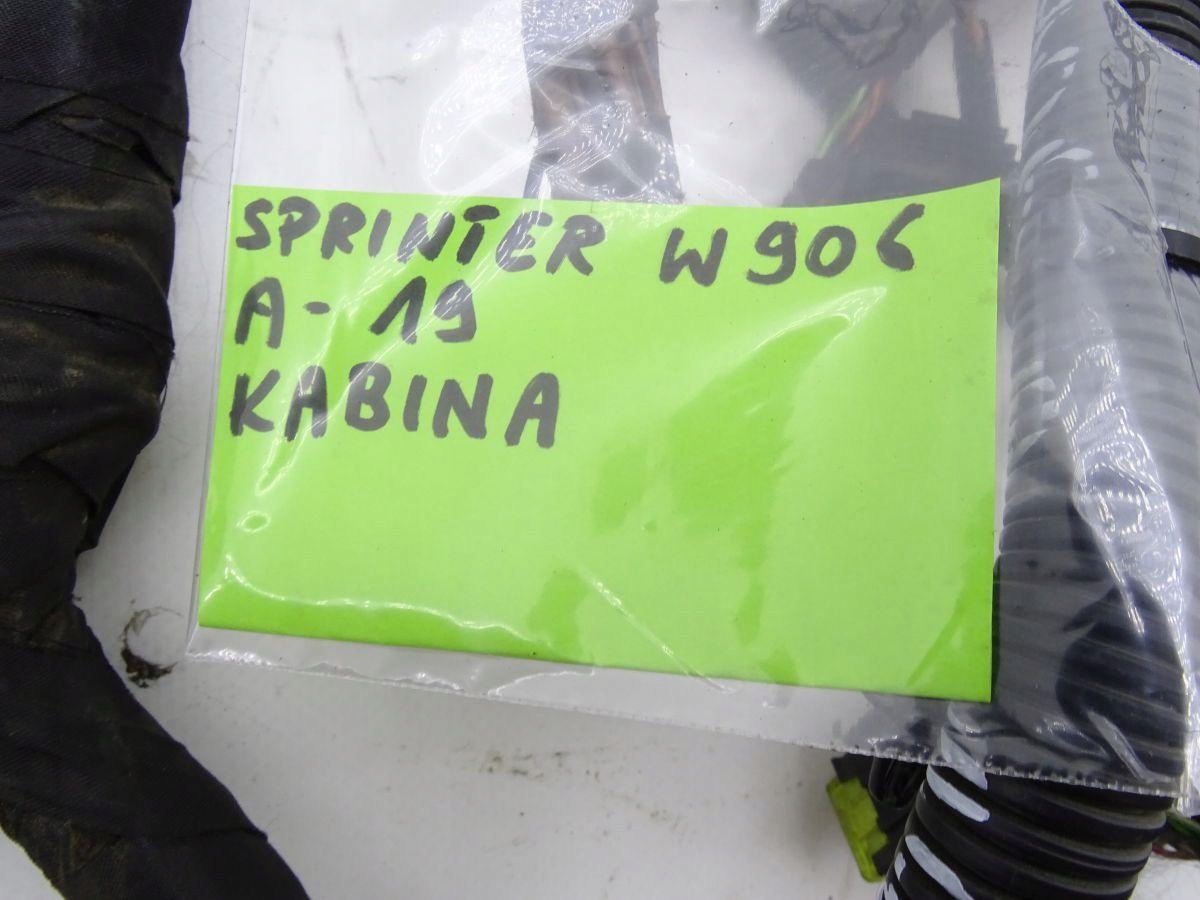 SPRINTER W906
A-19
KABINA